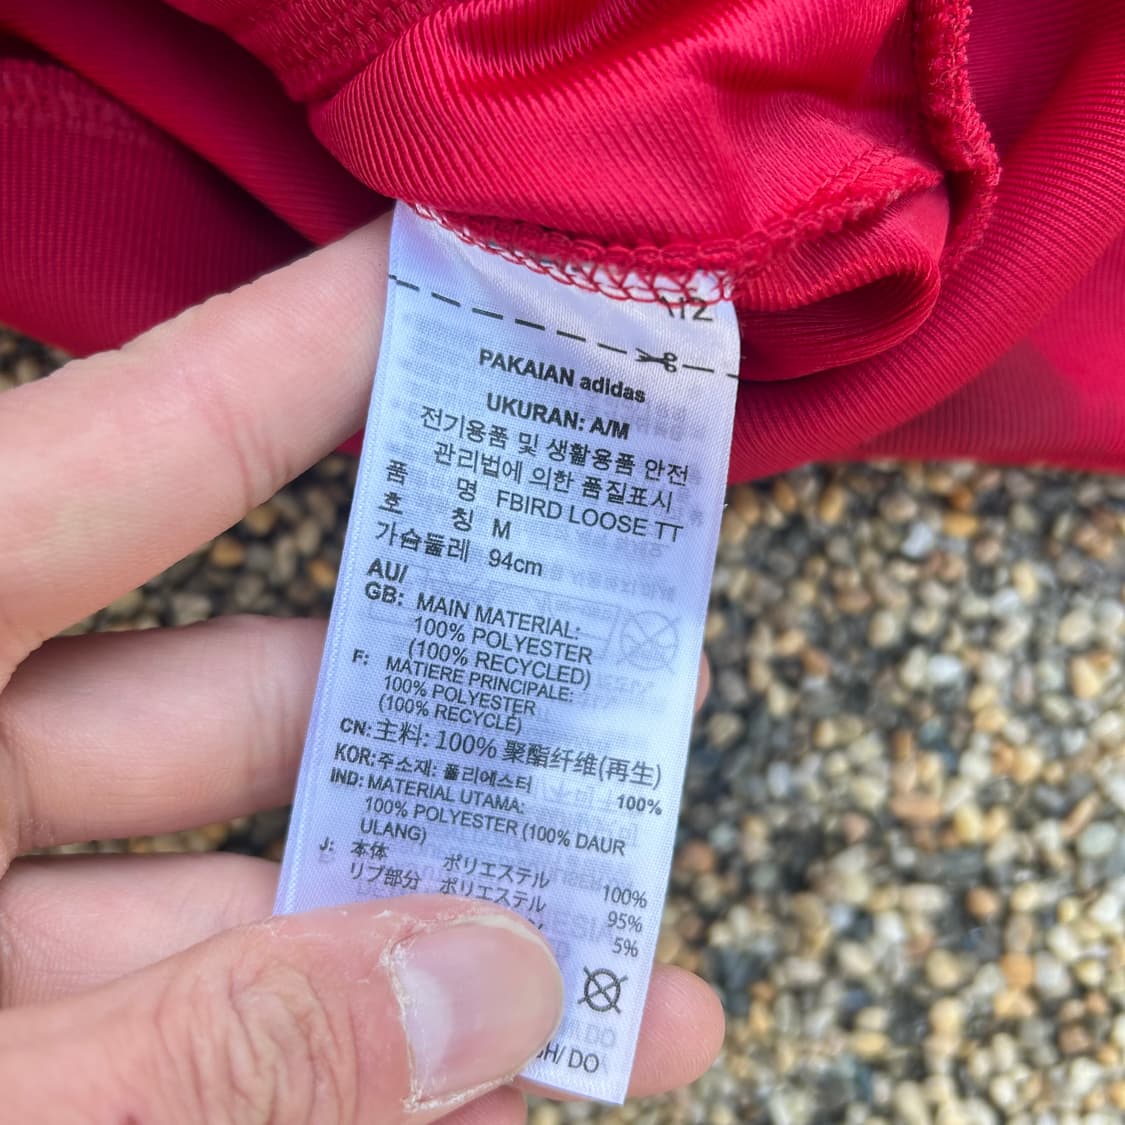 PAKAIAN adidas
UKURAN: A/M
전기용품 및 생활용품 안전
관리법에 의한 품질표시
품 명 FBIRD LOOSE TT
호 칭 M
가슴둘레 94cm
AU/
GB: MAIN MATERIAL:
100% POLYESTER
(100% RECYCLED)
F: MATIERE PRINCIPALE:
100% POLYESTER
(100% RECYCLÉ)
CN: 主料: 100% 聚酯纤维(再生)
KOR: 주소재: 폴리에스터 100%
IND: MATERIAL UTAMA:
100% POLYESTER (100% DAUR
ULANG)
J: 本体 ポリエステル 100%
リブ部分 ポリエステル 95%
5%
DO